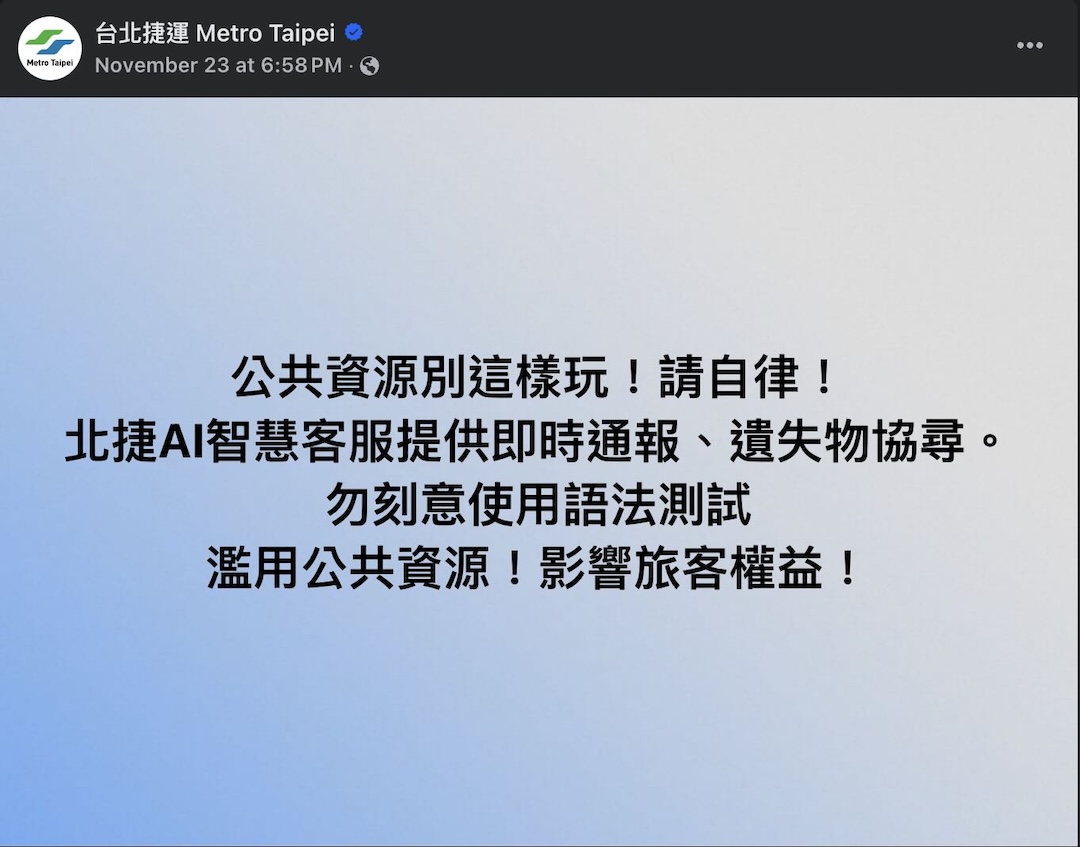 台北捷運 Metro Taipei
November 23 at 6:58 PM ·
Metro Taipei
公共資源別這樣玩！請自律！
北捷AI智慧客服提供即時通報、遺失物協尋。
勿刻意使用語法測試
濫用公共資源！影響旅客權益！